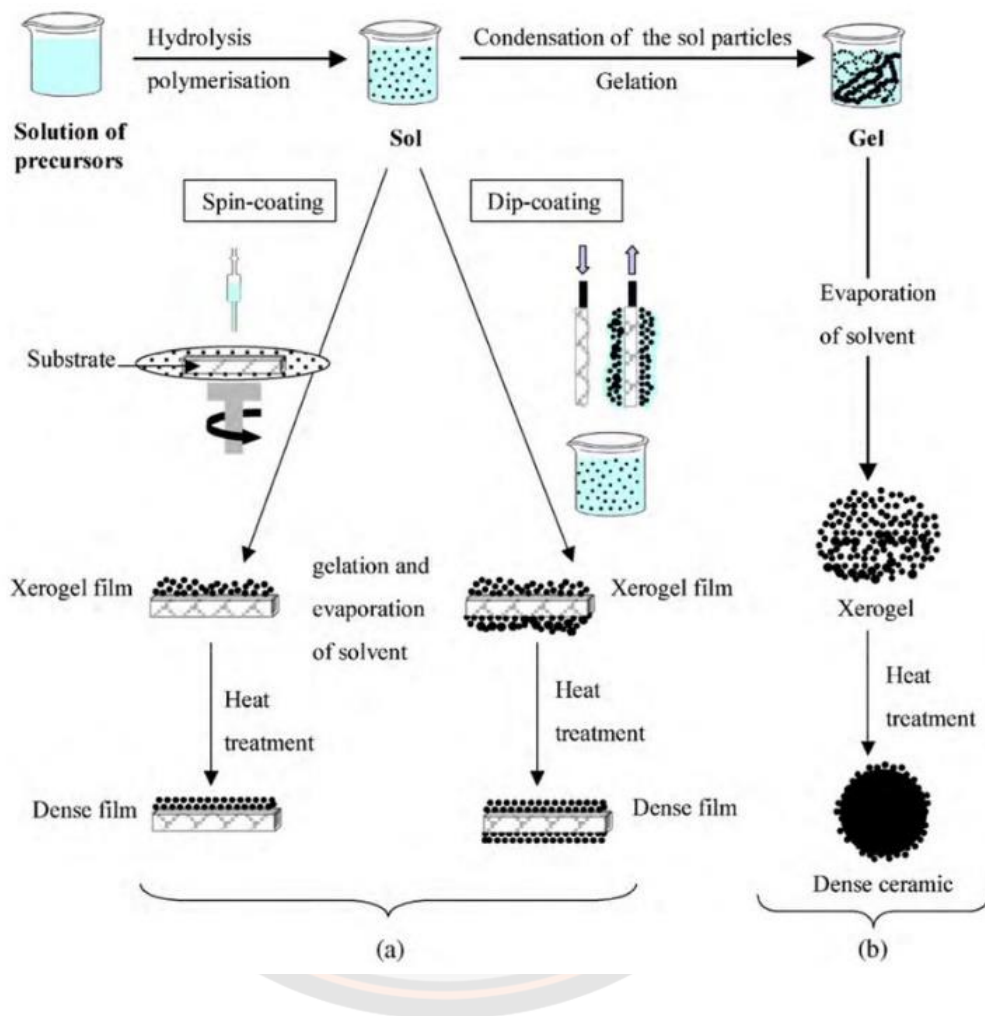 Hydrolysis
polymerisation
Condensation of the sol particles
Gelation
Solution of
precursors
Sol
Gel
Spin-coating
Dip-coating
Substrate
Evaporation
of solvent
Xerogel film
gelation and
evaporation
of solvent
Xerogel film
Xerogel
Heat
treatment
Heat
treatment
Heat
treatment
Dense film
Dense film
Dense ceramic
(a)
(b)